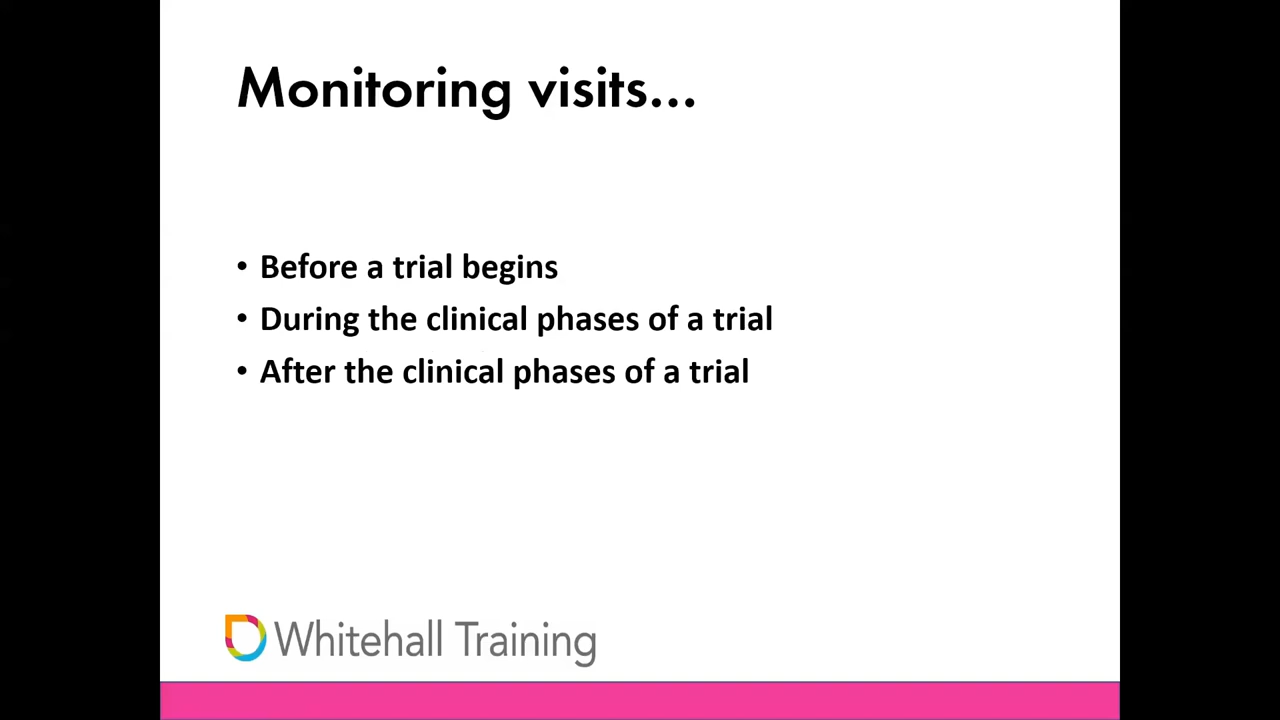 Monitoring visits...
• Before a trial begins
• During the clinical phases of a trial
• After the clinical phases of a trial
Whitehall Training